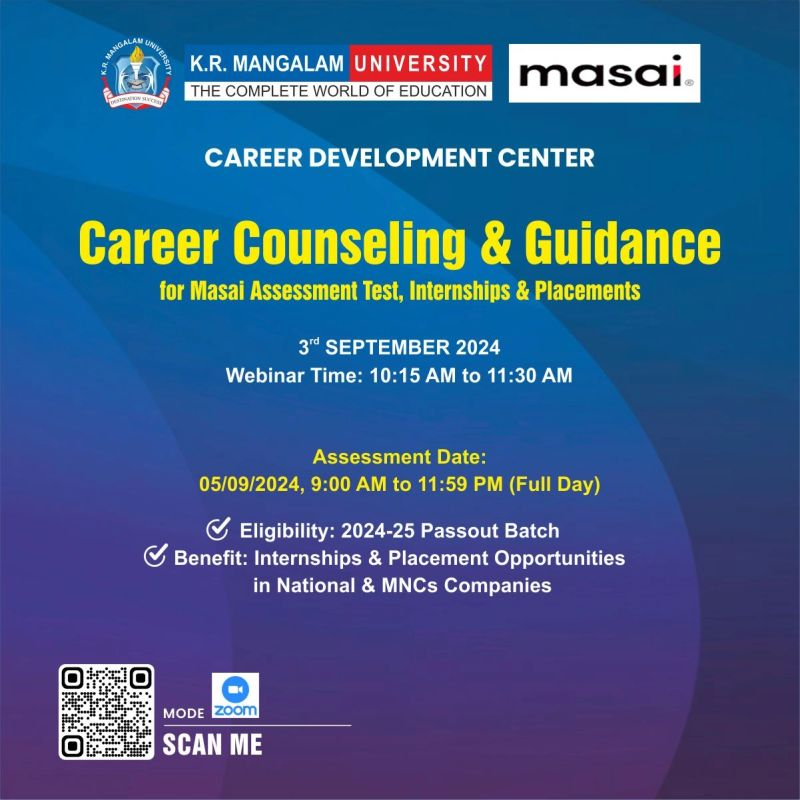 K.R. MANGALAM UNIVERSITY
DESTINATION SUCCESS
K.R. MANGALAM UNIVERSITY
THE COMPLETE WORLD OF EDUCATION
masai®
CAREER DEVELOPMENT CENTER
Career Counseling & Guidance
for Masai Assessment Test, Internships & Placements
3rd SEPTEMBER 2024
Webinar Time: 10:15 AM to 11:30 AM
Assessment Date:
05/09/2024, 9:00 AM to 11:59 PM (Full Day)
Eligibility: 2024-25 Passout Batch
Benefit: Internships & Placement Opportunities
in National & MNCs Companies
MODE zoom
SCAN ME